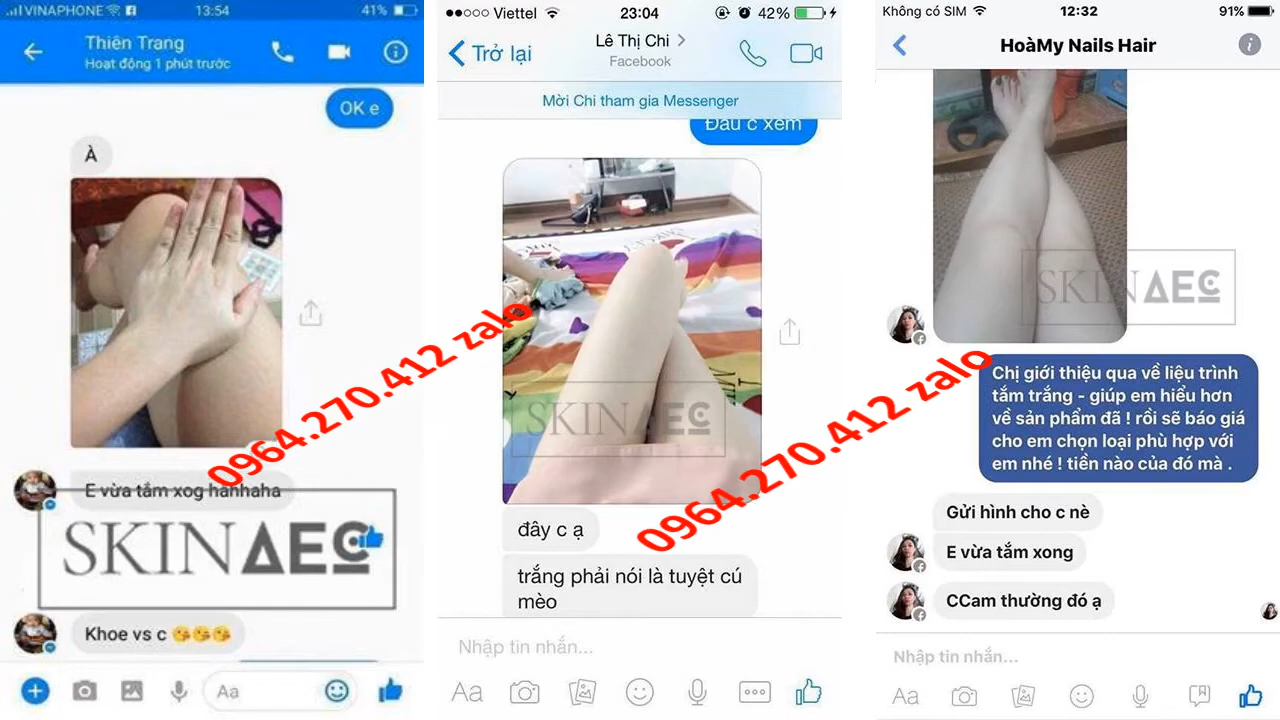 VINAPHONE
13:54
41%
Thiên Trang
Hoạt động 1 phút trước
OK e
À
E vừa tắm xog hahhaha
SKINAEC
Khoe vs c
Aa
Viettel
23:04
42%
Trở lại
Lê Thị Chi
Facebook
Mời Chi tham gia Messenger
Đâu c xem
SKINAEC
đây c ạ
trắng phải nói là tuyệt cú
mèo
Nhập tin nhắn...
Aa
Không có SIM
12:32
91%
HoàMy Nails Hair
SKINAEC
Chị giới thiệu qua về liệu trình
tắm trắng - giúp em hiểu hơn
về sản phẩm đã ! rồi sẽ báo giá
cho em chọn loại phù hợp với
em nhé ! tiền nào của đó mà .
Gửi hình cho c nè
E vừa tắm xong
CCam thường đó ạ
Nhập tin nhắn...
Aa
0964.270.412 zalo
0964.270.412 zalo